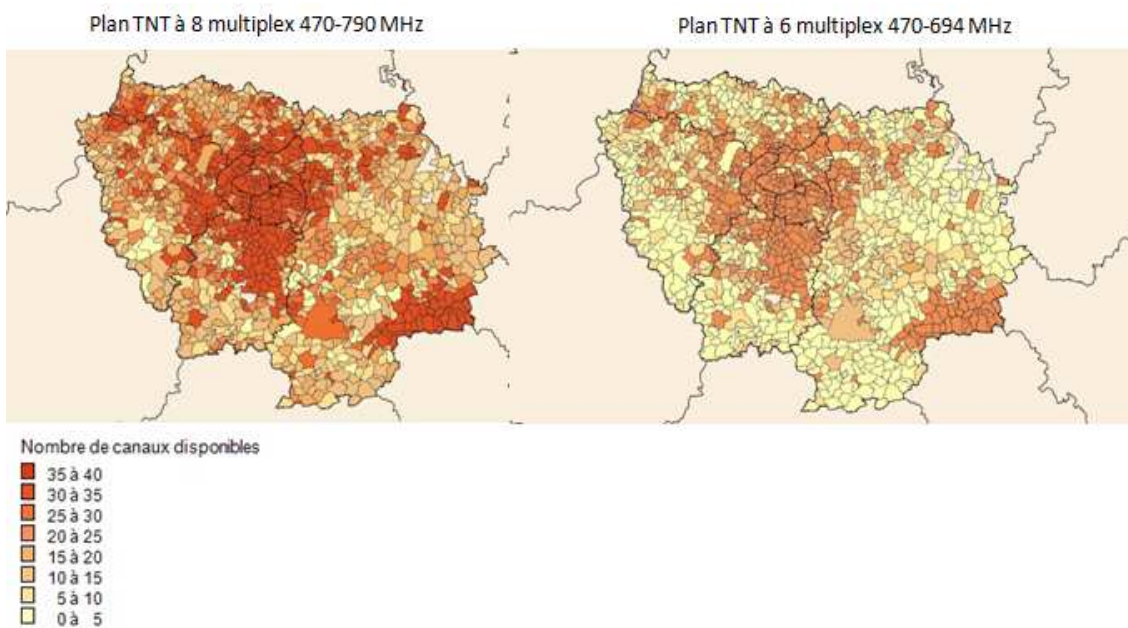 Plan TNT à 8 multiplex 470-790 MHz
Plan TNT à 6 multiplex 470-694 MHz
Nombre de canaux disponibles
35 à 40
30 à 35
25 à 30
20 à 25
15 à 20
10 à 15
5 à 10
0 à 5